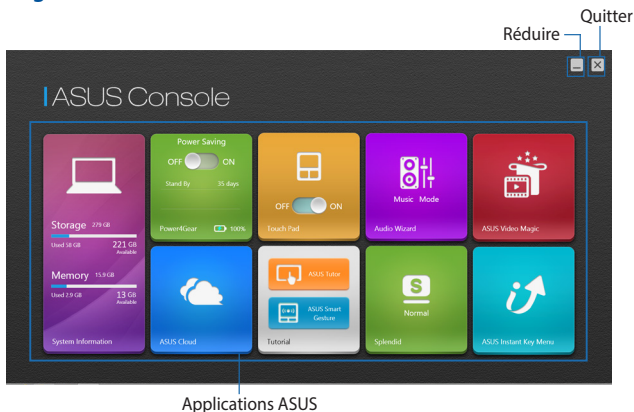 Quitter
Réduire
ASUS Console
Storage 279 GB
Used 58 GB
221 GB
Available
Memory 15.9 GB
Used 2.9 GB
13 GB
Available
System Information
Power Saving
OFF ON
Stand By 35 days
Power4Gear 100%
OFF ON
Touch Pad
Music Mode
Audio Wizard
ASUS Video Magic
ASUS Cloud
ASUS Tutor
ASUS Smart
Gesture
Tutorial
S
Normal
Splendid
ASUS Instant Key Menu
Applications ASUS